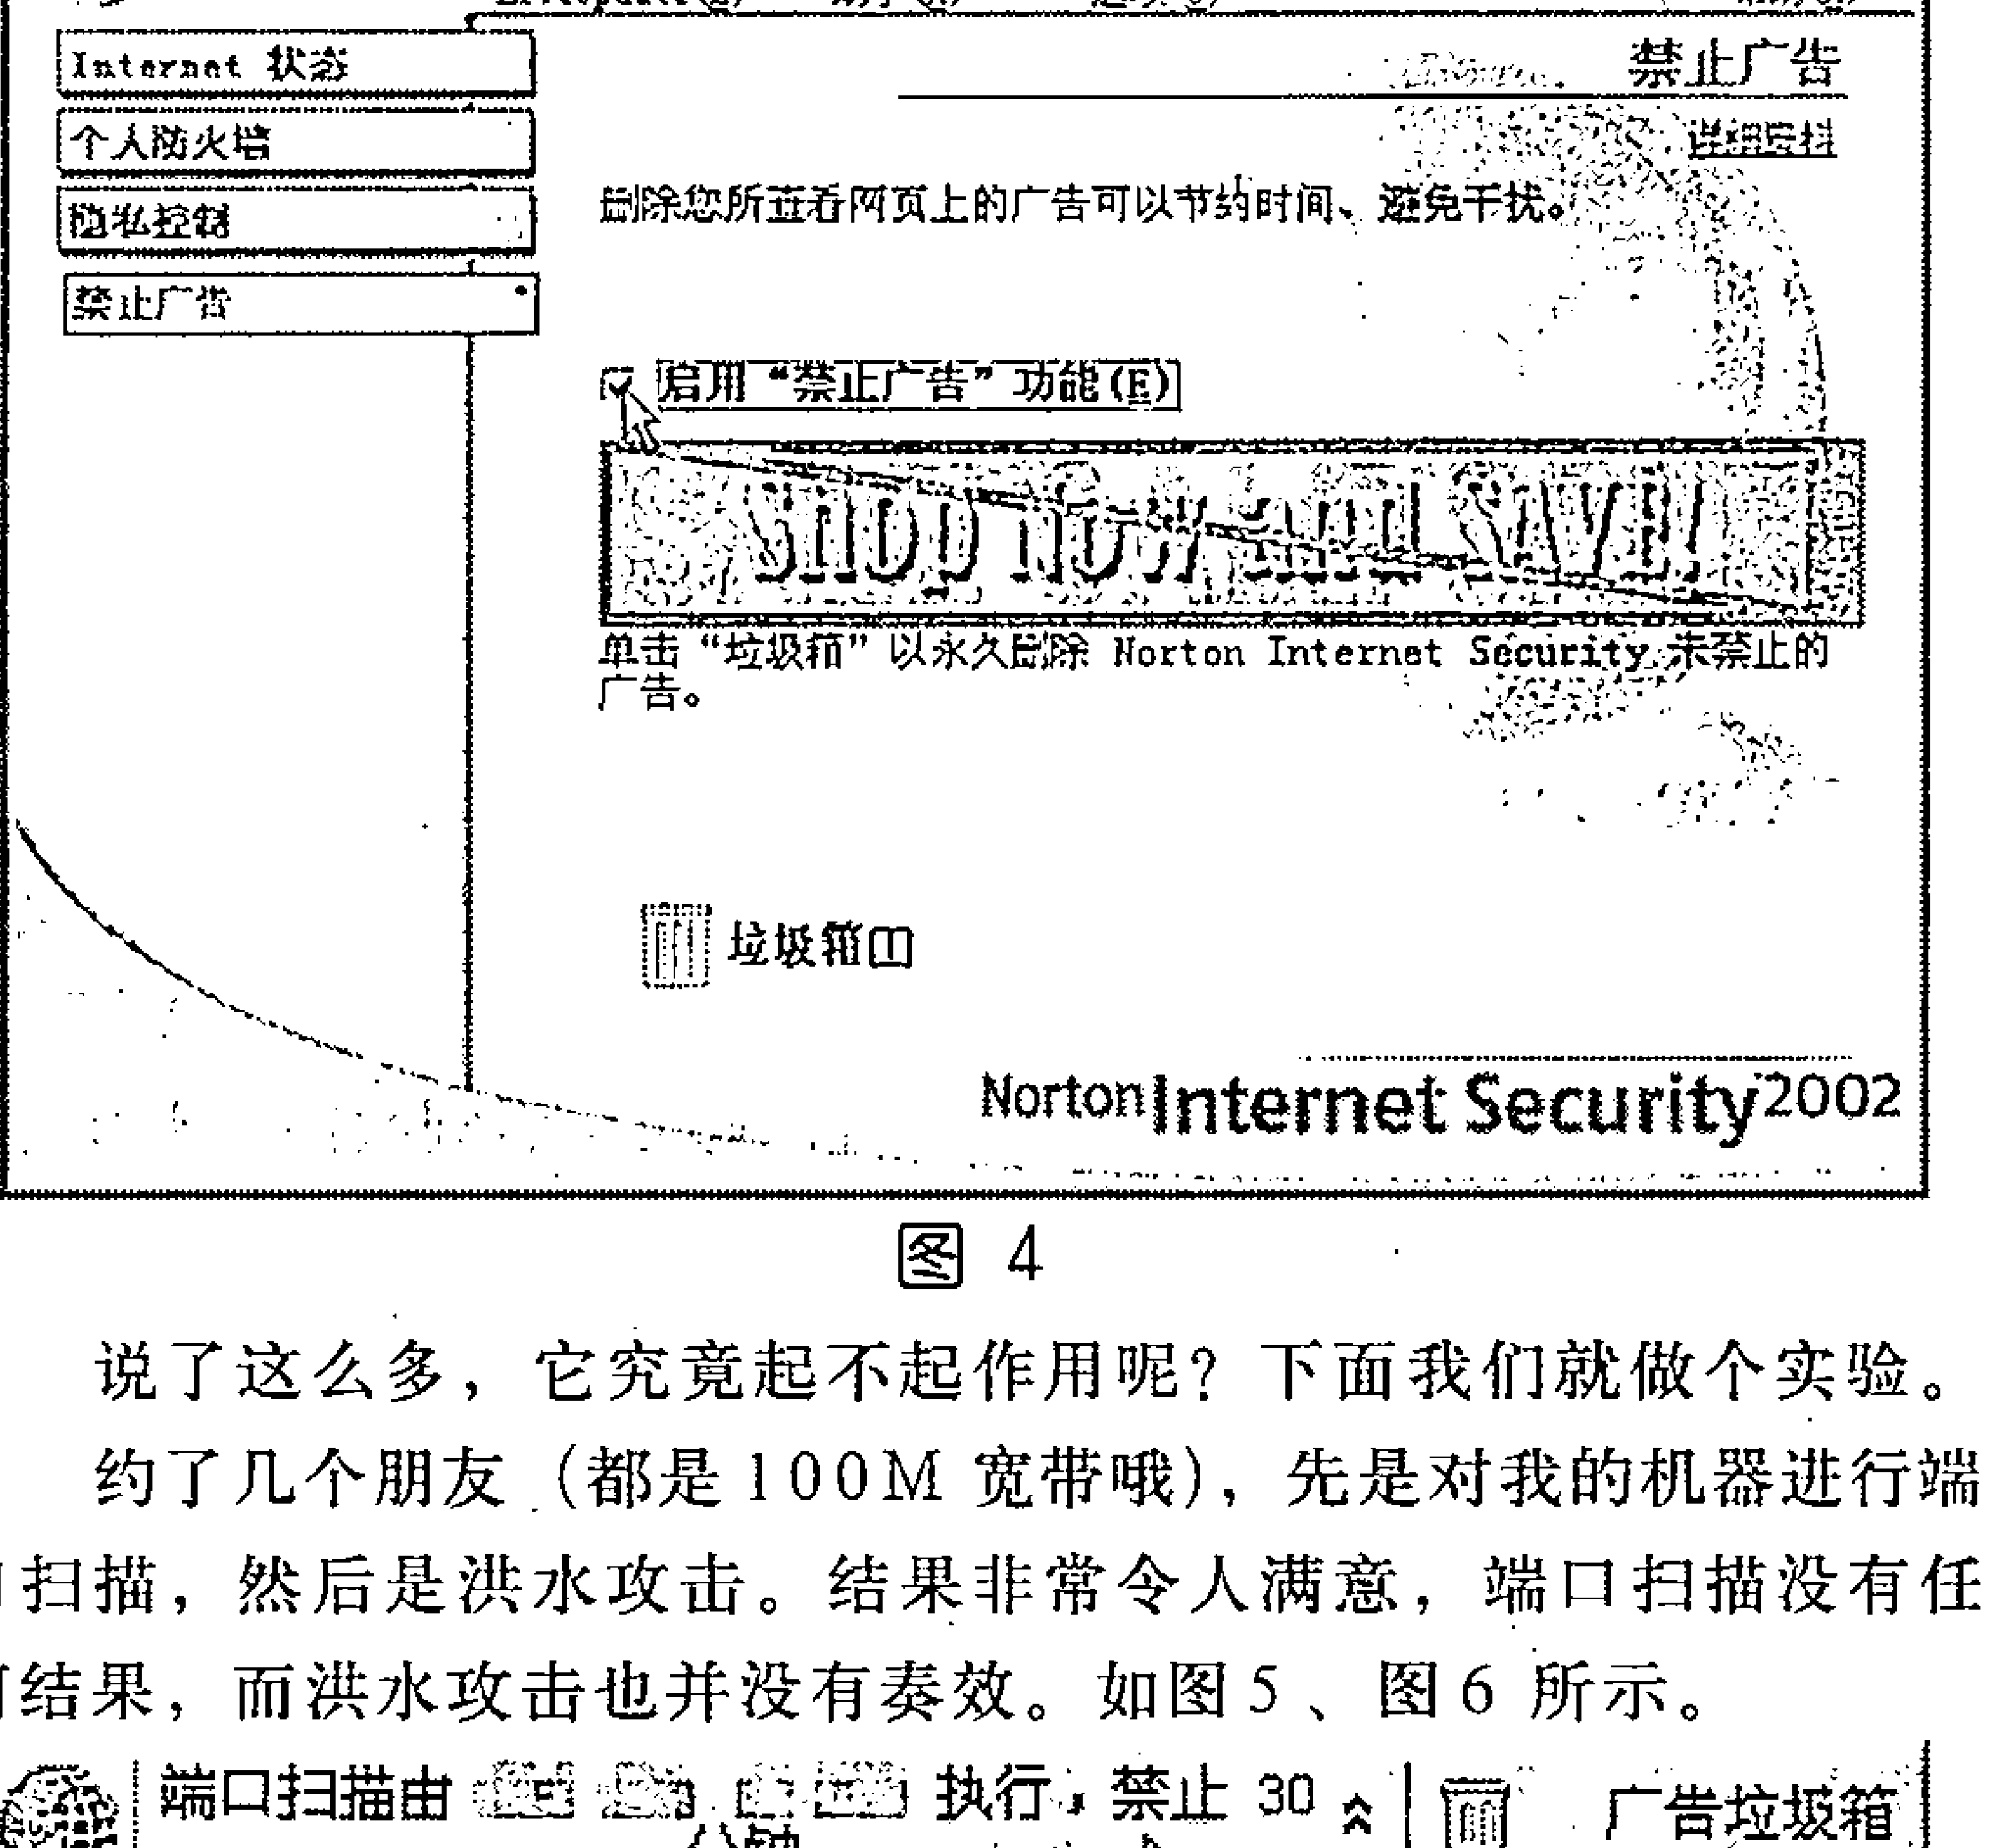 Internet 状态
个人防火墙
隐私控制
禁止广告
禁止广告
详细资料
删除您所查看网页上的广告可以节约时间、避免干扰。
启用“禁止广告”功能(E)
Shop now and SAVE!
单击“垃圾箱”以永久删除 Norton Internet Security 未禁止的
广告。
垃圾箱(T)
Norton Internet Security 2002
图 4
说了这么多，它究竟起不起作用呢？下面我们就做个实验。
约了几个朋友（都是100M 宽带哦），先是对我的机器进行端
扫描，然后是洪水攻击。结果非常令人满意，端口扫描没有任
结果，而洪水攻击也并没有奏效。如图5、图6 所示。
端口扫描由 执行，禁止 30
分钟
广告垃圾箱